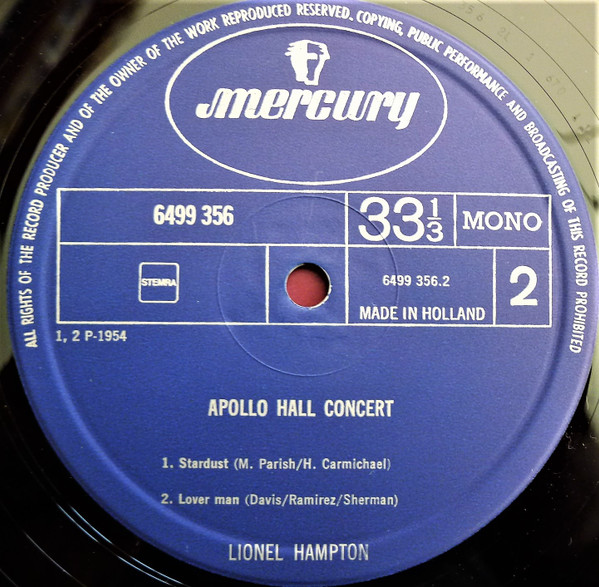 ALL RIGHTS OF THE RECORD PRODUCER AND OF THE OWNER OF THE WORK REPRODUCED RESERVED. COPYING, PUBLIC PERFORMANCE AND BROADCASTING OF THIS RECORD PROHIBITED
mercury
6499 356
33 1/3
MONO
STEMRA
6499 356.2
MADE IN HOLLAND
2
1, 2 P-1954
APOLLO HALL CONCERT
1. Stardust (M. Parish/H. Carmichael)
2. Lover man (Davis/Ramirez/Sherman)
LIONEL HAMPTON